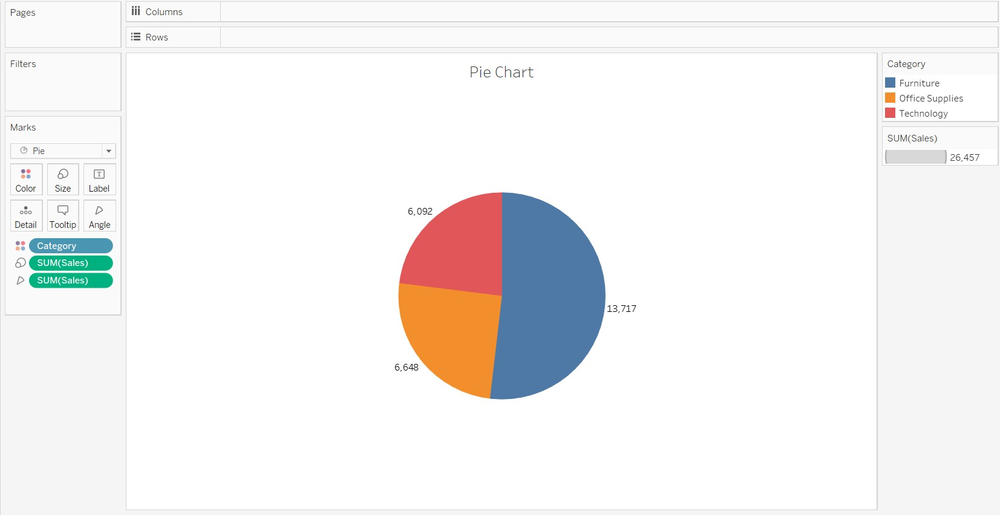 Pages
Columns
Rows
Filters
Marks
Pie
Color
Size
Label
Detail
Tooltip
Angle
Category
SUM(Sales)
SUM(Sales)
Pie Chart
6,092
13,717
6,648
Category
Furniture
Office Supplies
Technology
SUM(Sales)
26,457